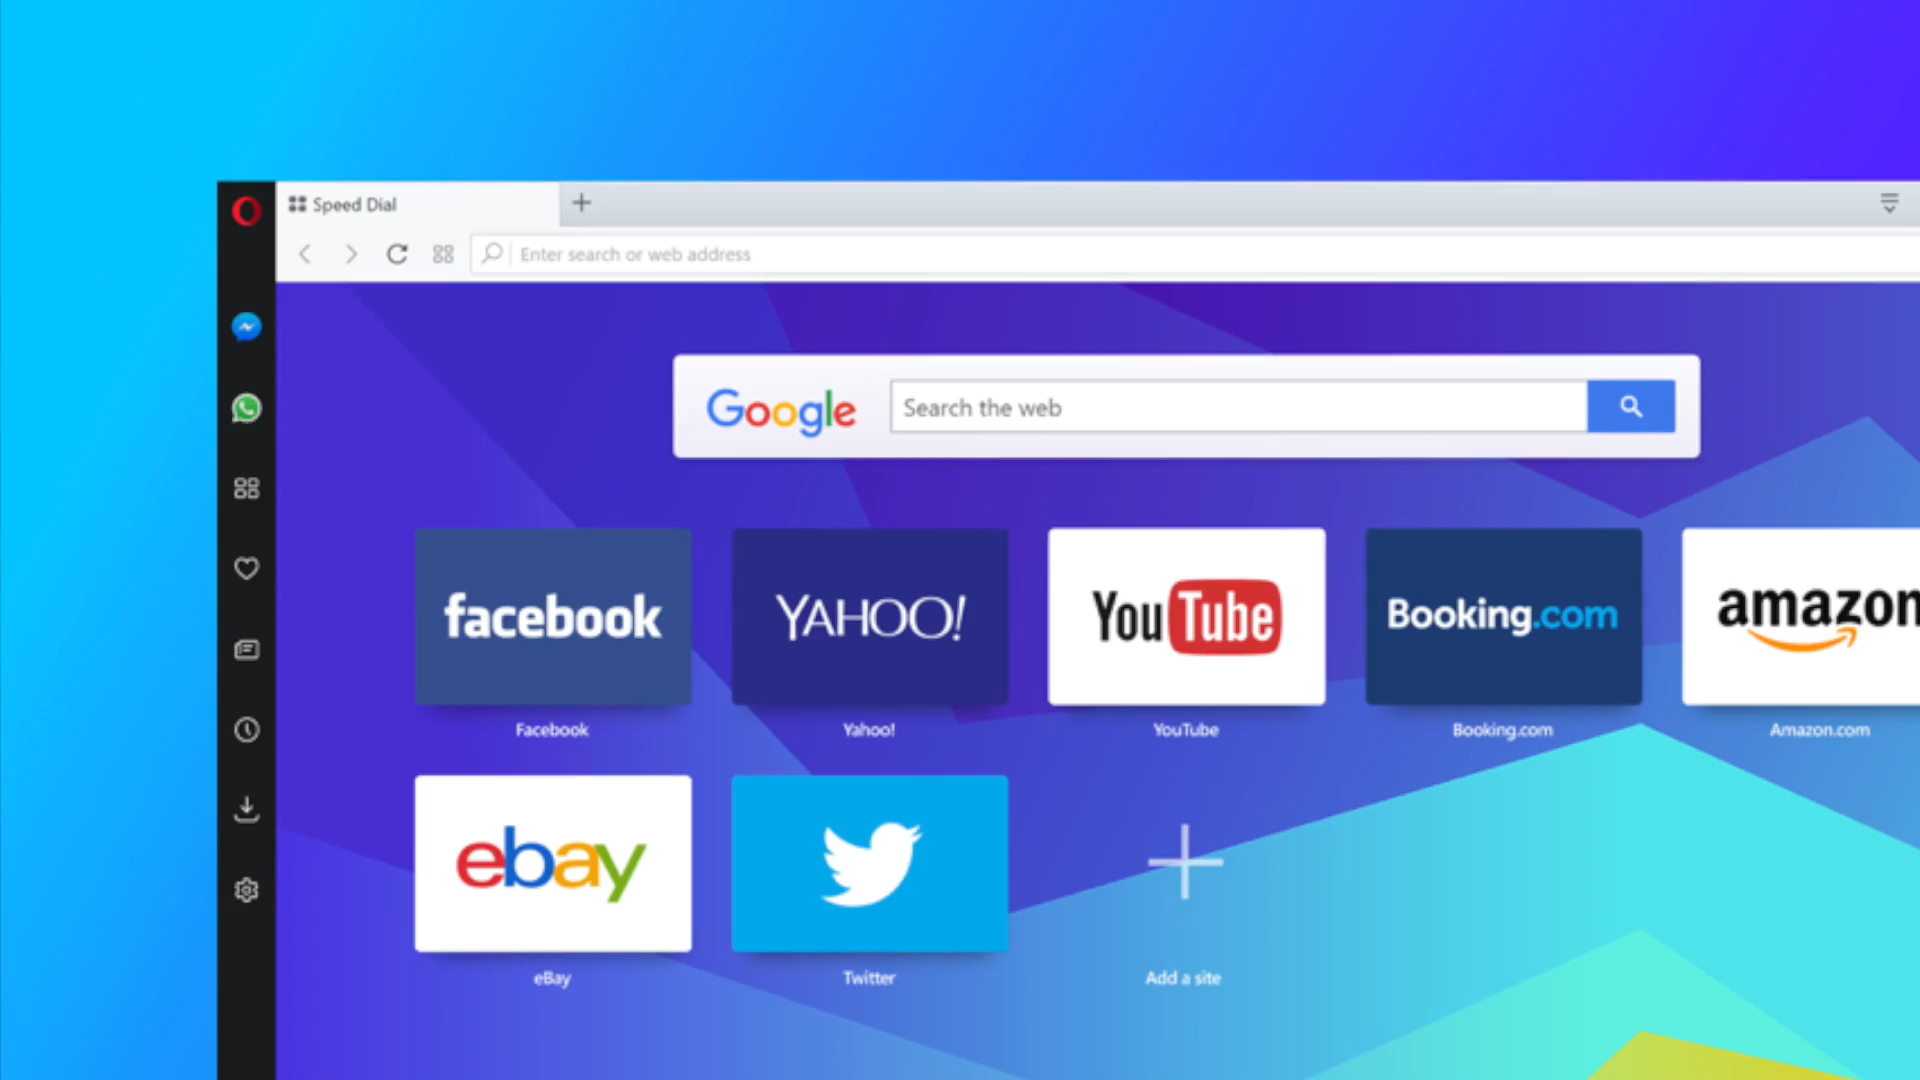 Speed Dial
Enter search or web address
Google Search the web
facebook YAHOO! YouTube Booking.com amazon
Facebook Yahoo! YouTube Booking.com Amazon.com
ebay
eBay Twitter Add a site